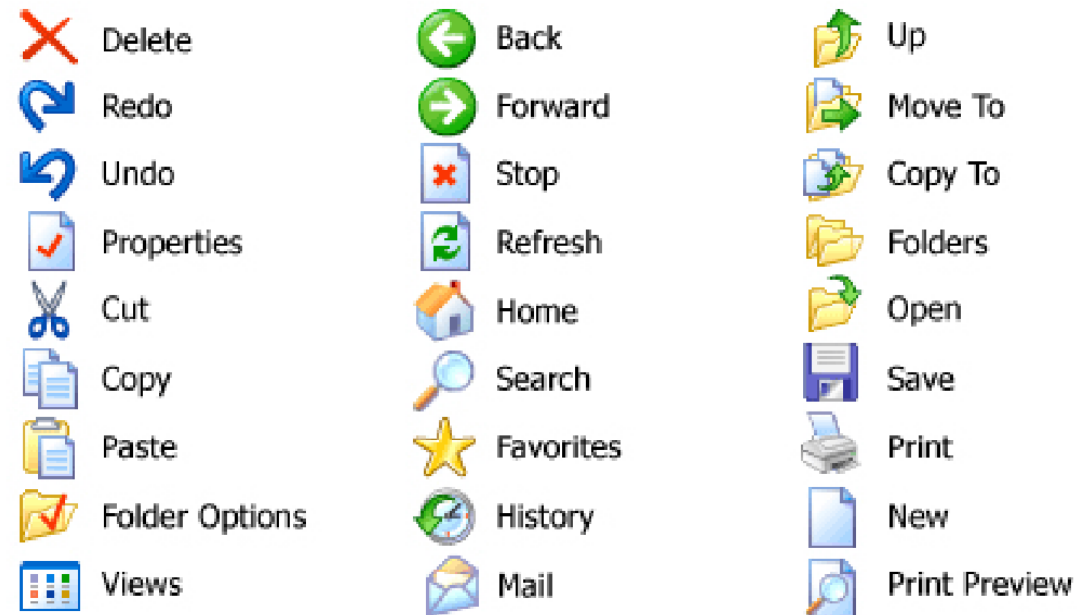 Delete
Redo
Undo
Properties
Cut
Copy
Paste
Folder Options
Views
Back
Forward
Stop
Refresh
Home
Search
Favorites
History
Mail
Up
Move To
Copy To
Folders
Open
Save
Print
New
Print Preview